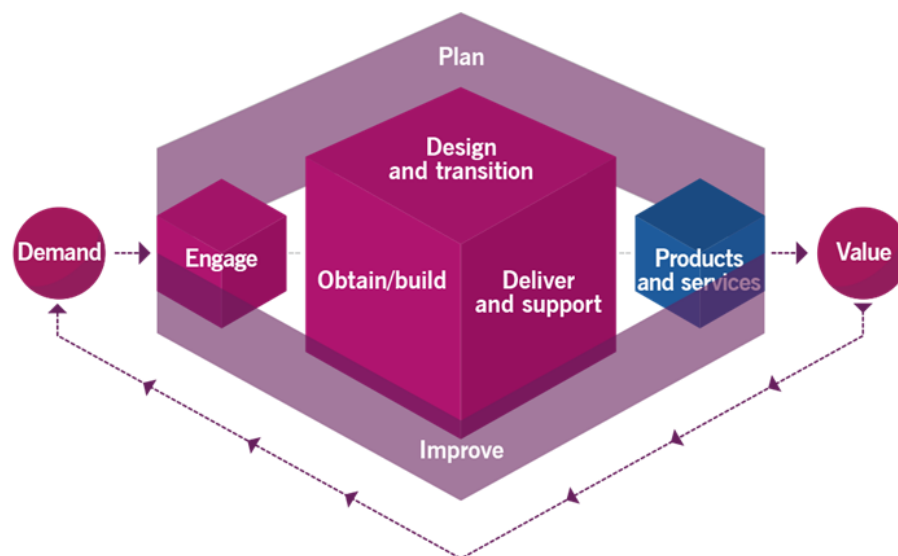 Plan
Design
and transition
Demand
Engage
Obtain/build
Deliver
and support
Products
and services
Value
Improve